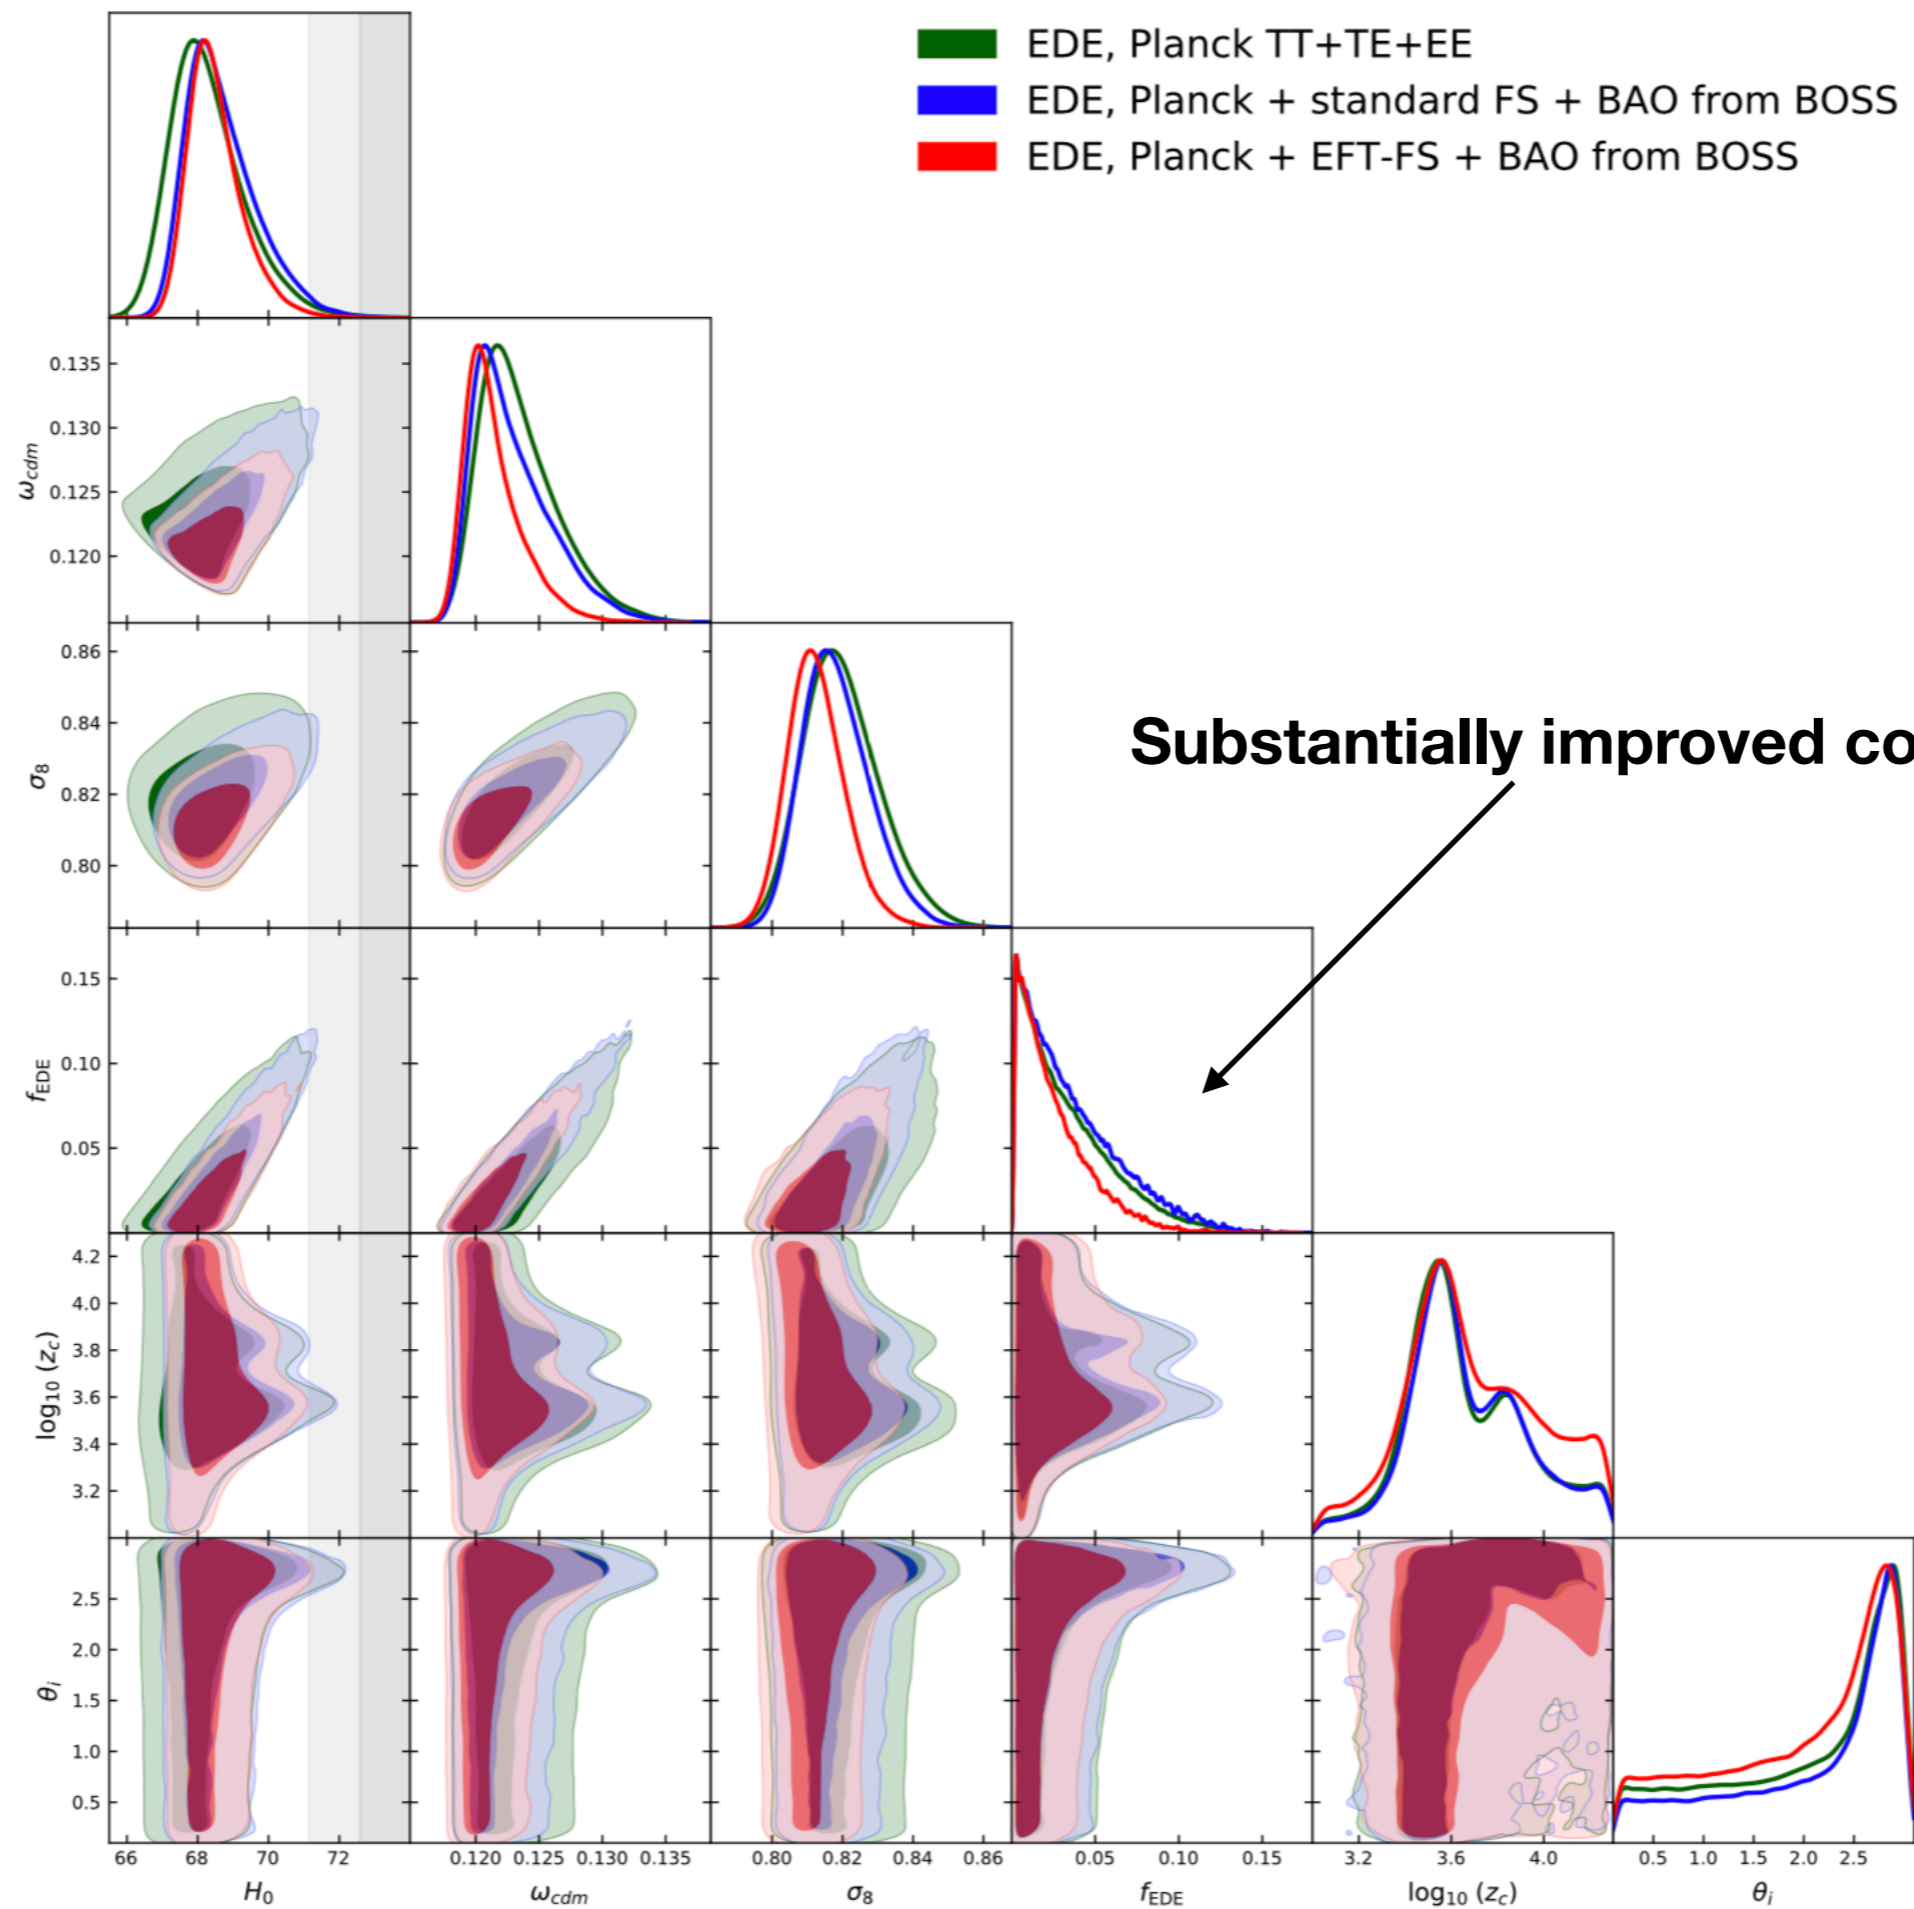 EDE, Planck TT+TE+EE
EDE, Planck + standard FS + BAO from BOSS
EDE, Planck + EFT-FS + BAO from BOSS
0.135
0.130
0.125
0.120
ω_cdm
0.86
0.84
0.82
0.80
σ_8
Substantially improved co
0.15
0.10
0.05
f_EDE
4.2
4.0
3.8
3.6
3.4
3.2
log₁₀ (z_c)
2.5
2.0
1.5
1.0
0.5
θ_i
66 68 70 72 0.120 0.125 0.130 0.135 0.80 0.82 0.84 0.86 0.05 0.10 0.15 3.2 3.6 4.0 0.5 1.0 1.5 2.0 2.5
H_0 ω_cdm σ_8 f_EDE log₁₀ (z_c) θ_i